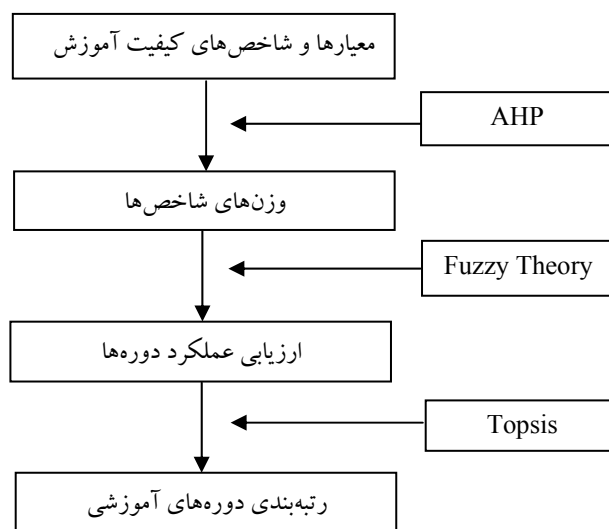 معیارها و شاخص‌های کیفیت آموزش
AHP
وزن‌های شاخص‌ها
Fuzzy Theory
ارزیابی عملکرد دوره‌ها
Topsis
رتبه‌بندی دوره‌های آموزشی